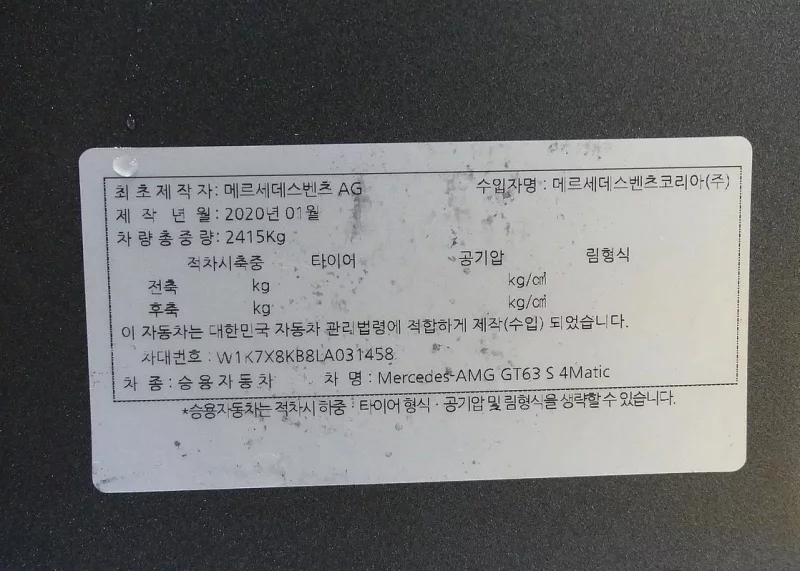 최초제작자: 메르세데스벤츠 AG 수입자명: 메르세데스벤츠코리아(주)
제작년월: 2020년 01월
차량총중량: 2415Kg
적차시축중 타이어 공기압 림형식
전축 kg kg/㎠
후축 kg kg/㎠
이 자동차는 대한민국 자동차 관리법령에 적합하게 제작(수입) 되었습니다.
차대번호 : W1K7X8KB8LA031458
차 종 : 승용자동차 차 명 : Mercedes-AMG GT63 S 4Matic
*승용자동차는 적차시 하중 · 타이어 형식 · 공기압 및 림형식을 생략할 수 있습니다.